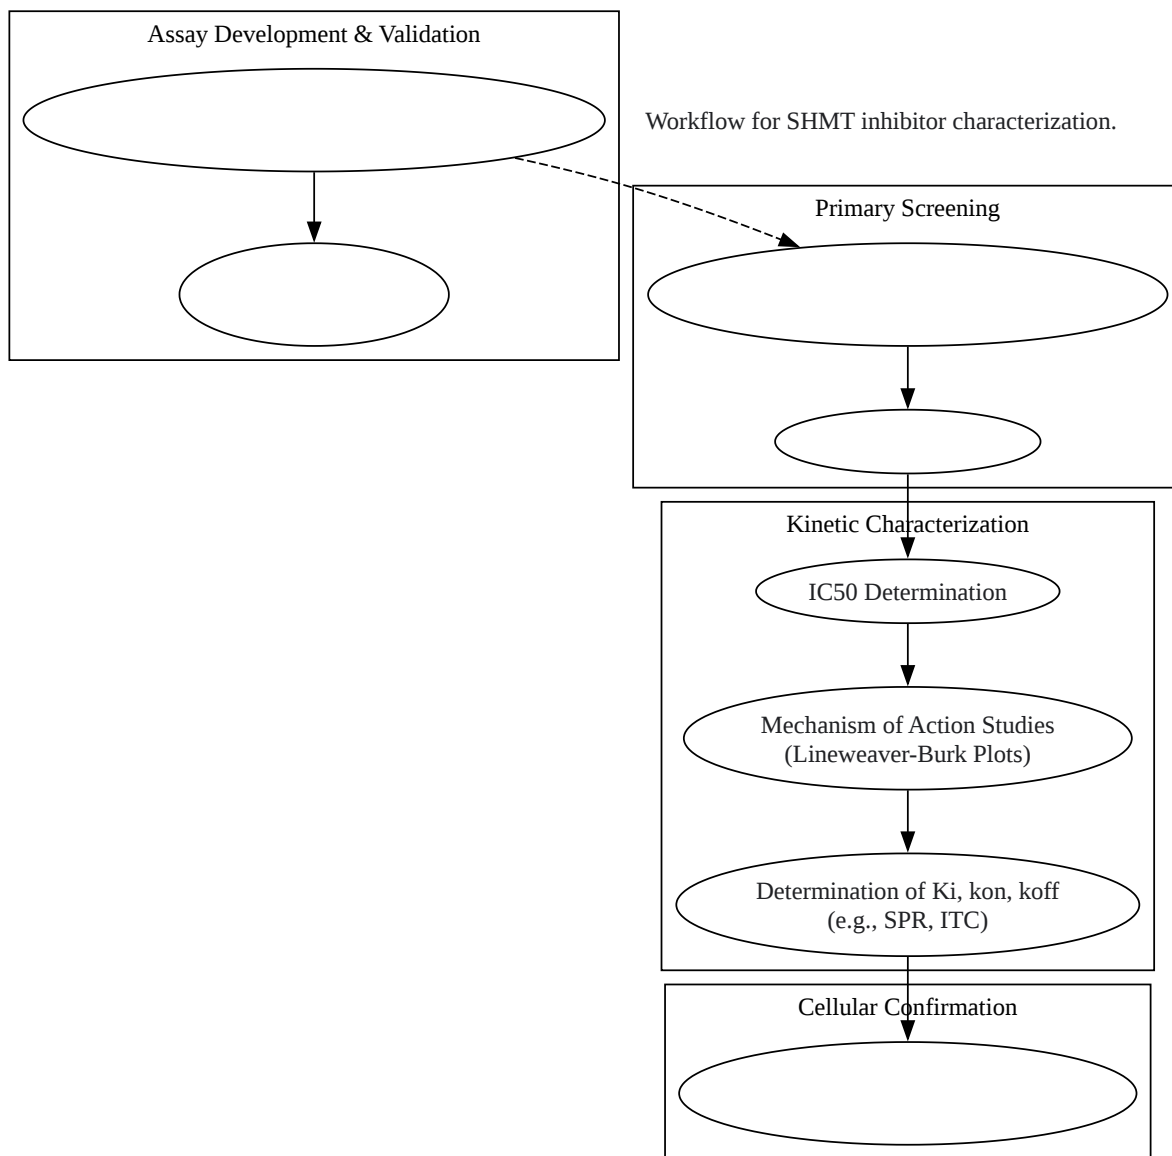 Assay Development & Validation
Workflow for SHMT inhibitor characterization.
Primary Screening
Kinetic Characterization
IC50 Determination
Mechanism of Action Studies
(Lineweaver-Burk Plots)
Determination of Ki, kon, koff
(e.g., SPR, ITC)
Cellular Confirmation